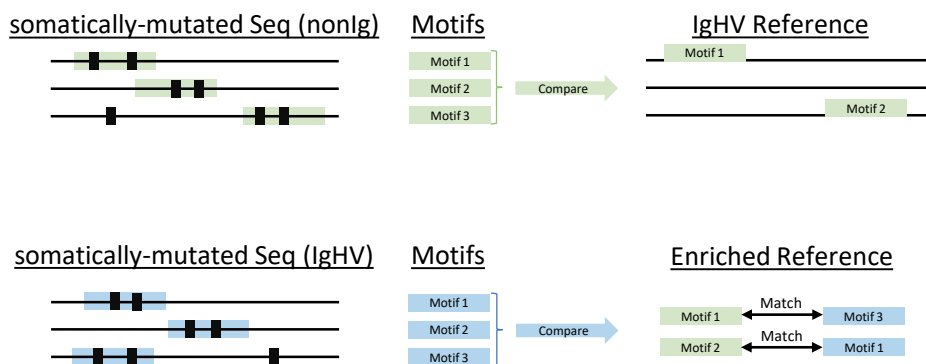 somatically-mutated Seq (nonIg)
Motifs
IgHV Reference
Motif 1
Motif 2
Motif 3
Compare
Motif 1
Motif 2
somatically-mutated Seq (IgHV)
Motifs
Enriched Reference
Motif 1
Motif 2
Motif 3
Compare
Motif 1
Match
Motif 3
Motif 2
Match
Motif 1